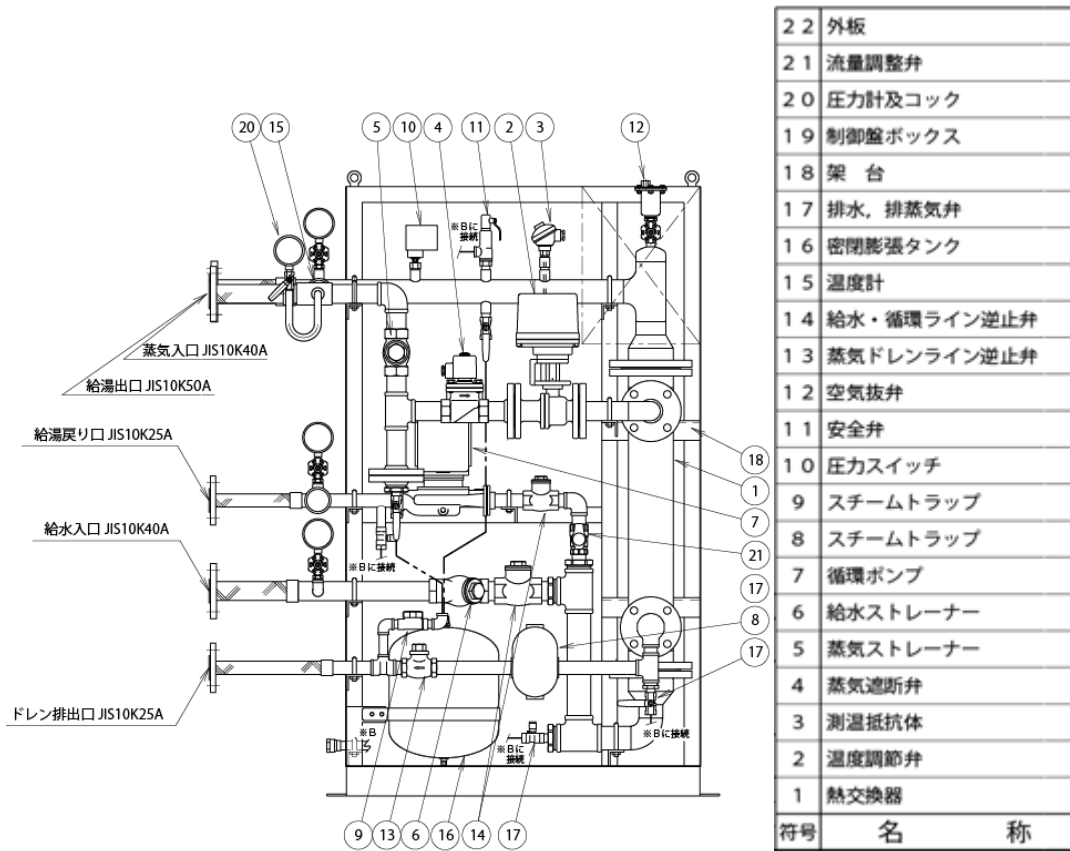 20
15
5
10
4
11
2
3
12
※Bに
接続
蒸気入口 JIS10K40A
給湯出口 JIS10K50A
給湯戻り口 JIS10K25A
給水入口 JIS10K40A
ドレン排出口 JIS10K25A
※Bに接続
※B
※Bに
接続
※Bに接続
18
1
7
21
17
8
17
9
13
6
16
14
17
22 外板
21 流量調整弁
20 圧力計及コック
19 制御盤ボックス
18 架 台
17 排水，排蒸気弁
16 密閉膨張タンク
15 温度計
14 給水・循環ライン逆止弁
13 蒸気ドレンライン逆止弁
12 空気抜弁
11 安全弁
10 圧力スイッチ
9 スチームトラップ
8 スチームトラップ
7 循環ポンプ
6 給水ストレーナー
5 蒸気ストレーナー
4 蒸気遮断弁
3 測温抵抗体
2 温度調節弁
1 熱交換器
符号 名 称